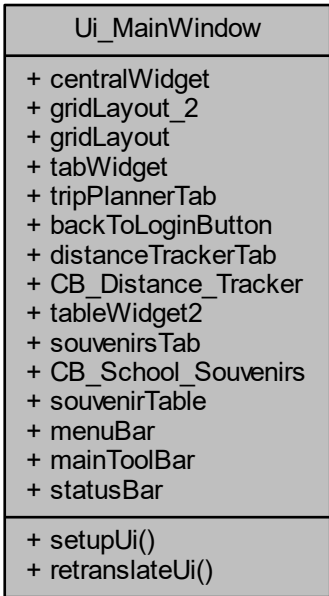 Ui_MainWindow
+ centralWidget
+ gridLayout_2
+ gridLayout
+ tabWidget
+ tripPlannerTab
+ backToLoginButton
+ distanceTrackerTab
+ CB_Distance_Tracker
+ tableWidget2
+ souvenirsTab
+ CB_School_Souvenirs
+ souvenirTable
+ menuBar
+ mainToolBar
+ statusBar
+ setupUi()
+ retranslateUi()